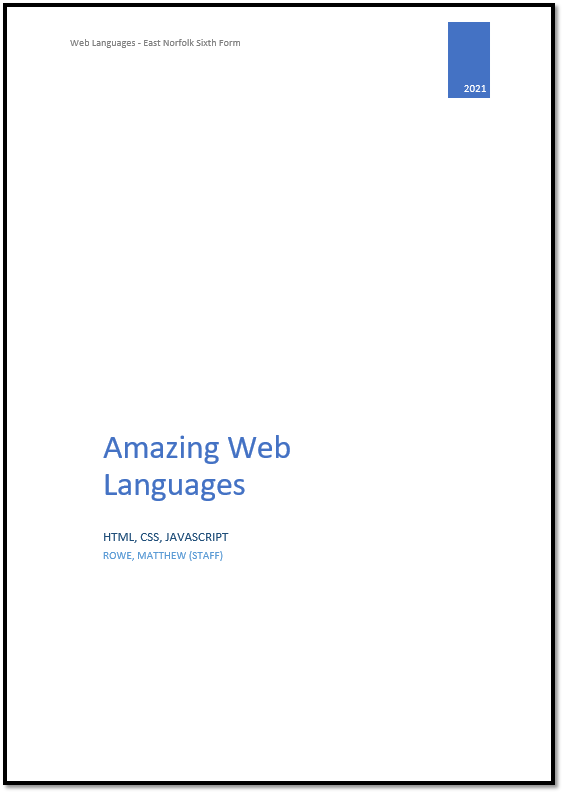 Web Languages - East Norfolk Sixth Form
2021
Amazing Web
Languages
HTML, CSS, JAVASCRIPT
ROWE, MATTHEW (STAFF)